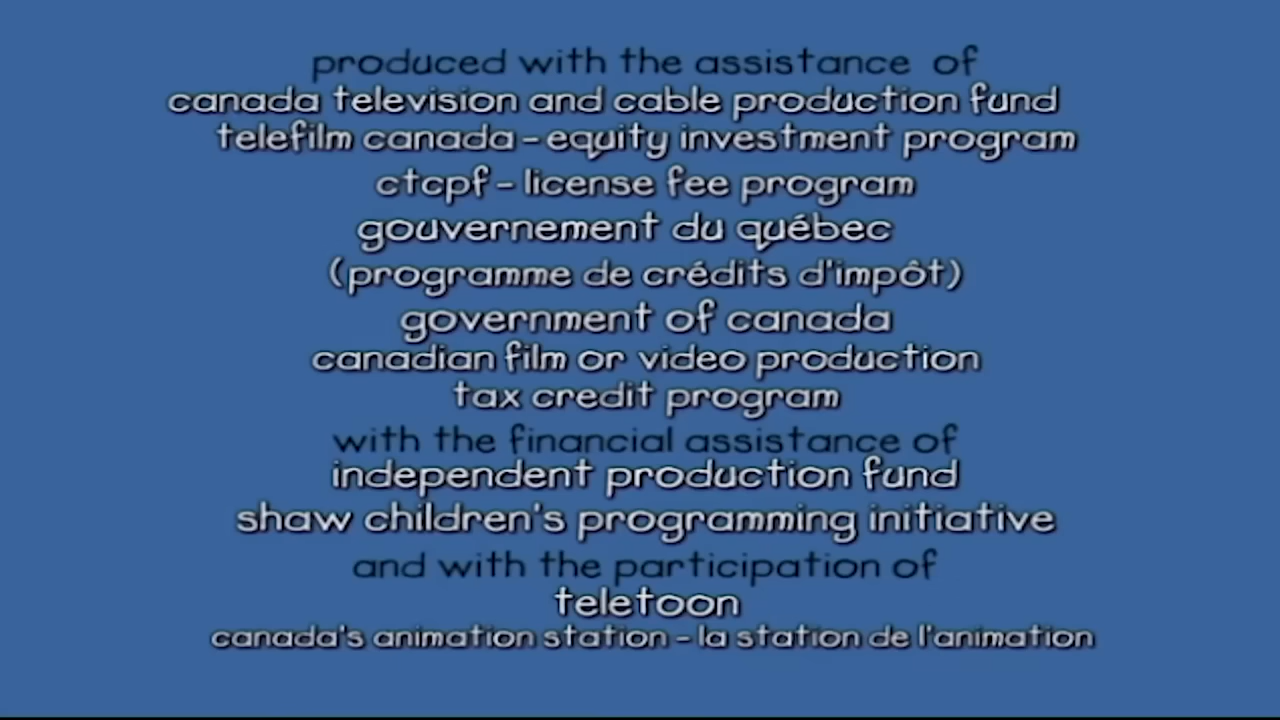 produced with the assistance of
canada television and cable production fund
telefilm canada - equity investment program
ctcpf - license fee program
gouvernement du québec
(programme de crédits d'impôt)
government of canada
canadian film or video production
tax credit program
with the financial assistance of
independent production fund
shaw children's programming initiative
and with the participation of
teletoon
canada's animation station - la station de l'animation